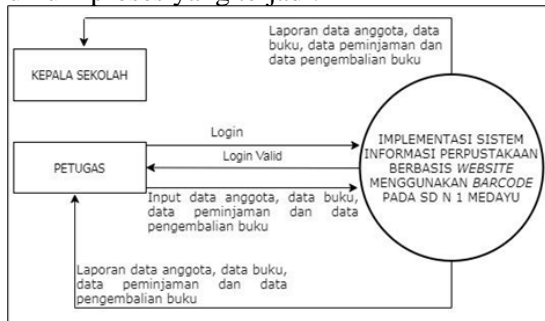 Laporan data anggota, data
buku, data peminjaman dan
data pengembalian buku
KEPALA SEKOLAH
Login
Login Valid
PETUGAS
Input data anggota, data buku,
data peminjaman dan data
pengembalian buku
IMPLEMENTASI SISTEM
INFORMASI PERPUSTAKAAN
BERBASIS WEBSITE
MENGGUNAKAN BARCODE
PADA SD N 1 MEDAYU
Laporan data anggota, data buku,
data peminjaman dan data
pengembalian buku